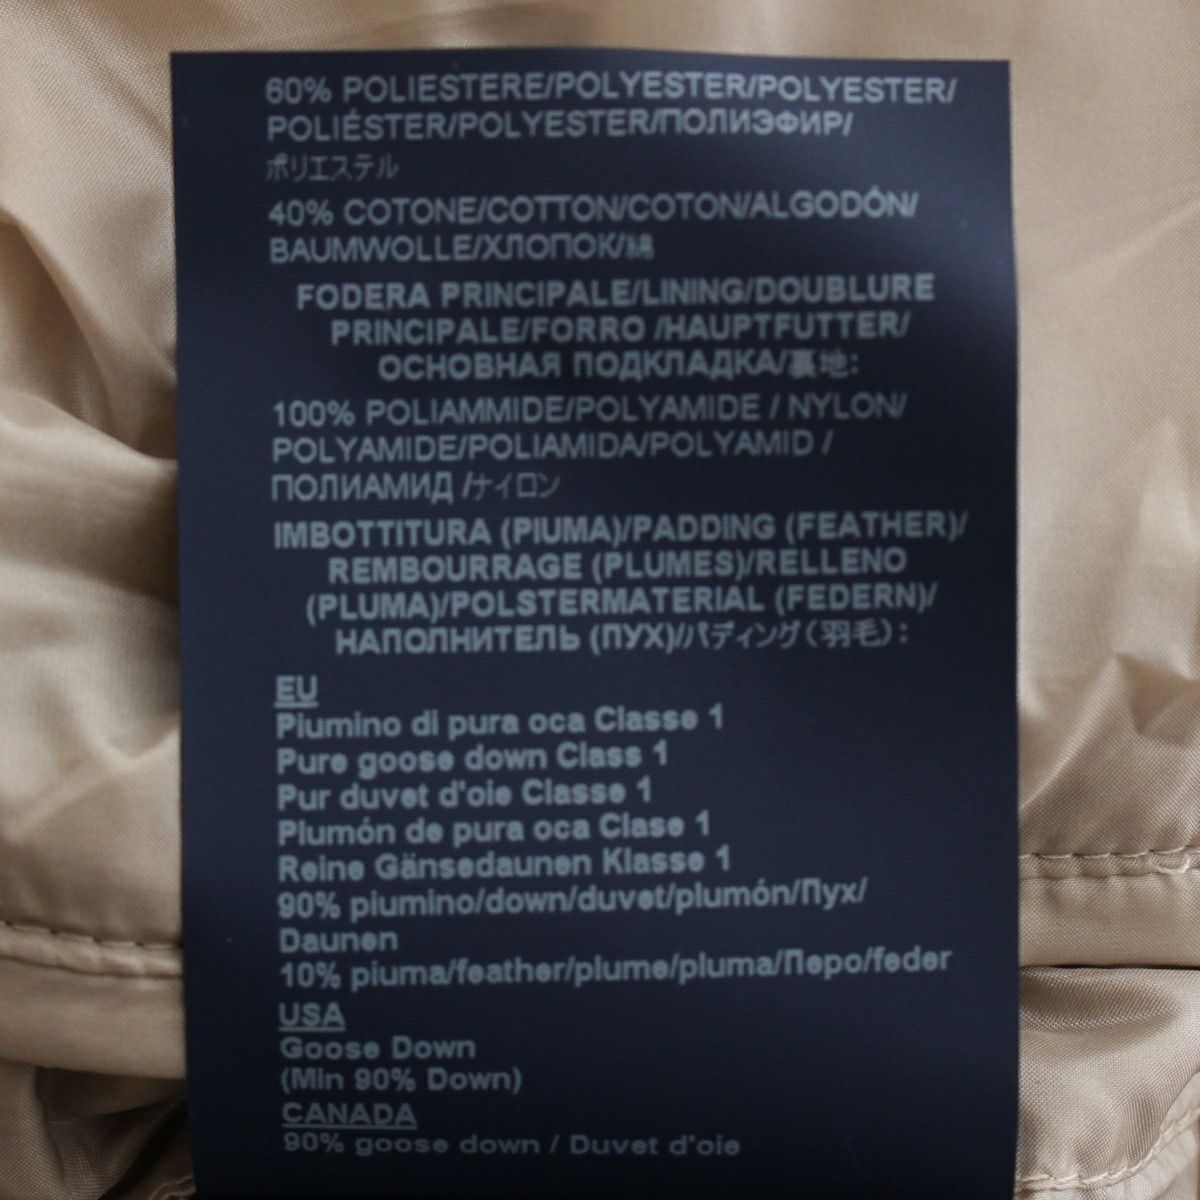 60% POLIESTERE/POLYESTER/POLYESTER/
POLIÉSTER/POLYESTER/ПОЛИЭФИР/
ポリエステル
40% COTONE/COTTON/COTON/ALGODÓN/
BAUMWOLLE/ХЛОПОК/綿
FODERA PRINCIPALE/LINING/DOUBLURE
PRINCIPALE/FORRO /HAUPTFUTTER/
ОСНОВНАЯ ПОДКЛАДКА/裏地:
100% POLIAMMIDE/POLYAMIDE / NYLON/
POLYAMIDE/POLIAMIDA/POLYAMID /
ПОЛИАМИД /ナイロン
IMBOTTITURA (PIUMA)/PADDING (FEATHER)/
REMBOURRAGE (PLUMES)/RELLENO
(PLUMA)/POLSTERMATERIAL (FEDERN)/
НАПОЛНИТЕЛЬ (ПУХ)/パディング(羽毛):
EU
Piumino di pura oca Classe 1
Pure goose down Class 1
Pur duvet d'oie Classe 1
Plumón de pura oca Clase 1
Reine Gänsedaunen Klasse 1
90% piumino/down/duvet/plumón/Пух/
Daunen
10% piuma/feather/plume/pluma/Перо/feder
USA
Goose Down
(Min 90% Down)
CANADA
90% goose down / Duvet d'oie